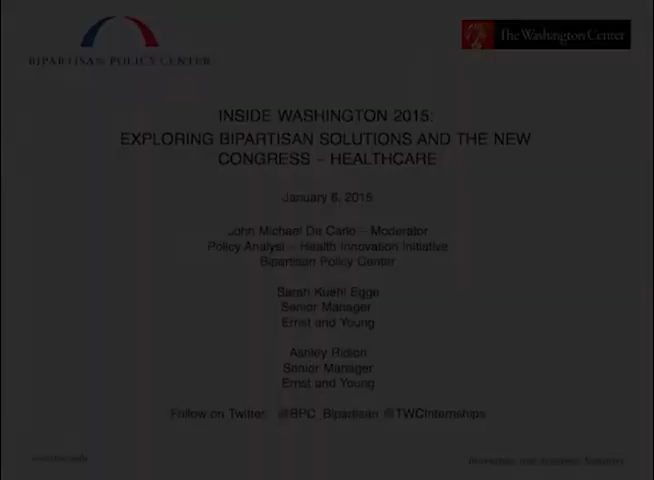 BIPARTISAN POLICY CENTER
The Washington Center
INSIDE WASHINGTON 2015:
EXPLORING BIPARTISAN SOLUTIONS AND THE NEW
CONGRESS – HEALTHCARE
January 6, 2015
John Michael De Carlo – Moderator
Policy Analyst – Health Innovation Initiative
Bipartisan Policy Center
Sarah Kuehl Egge
Senior Manager
Ernst and Young
Ashley Ridlon
Senior Manager
Ernst and Young
Follow on Twitter: @BPC_Bipartisan @TWCInternships